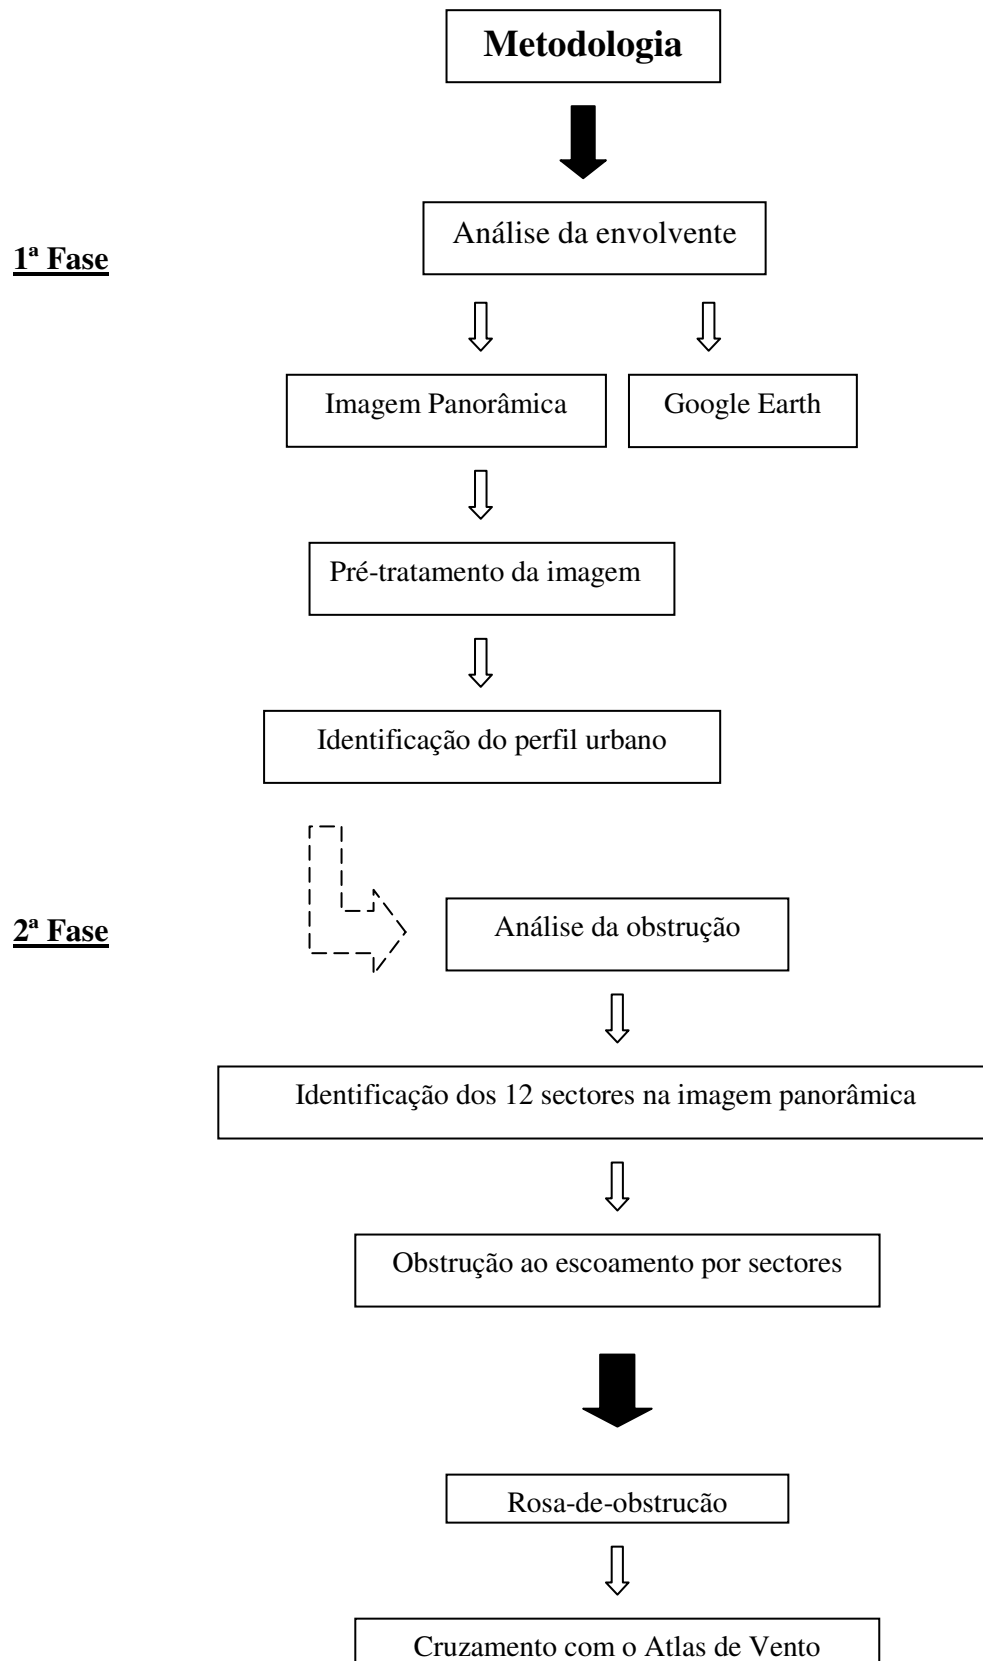 Metodologia
Análise da envolvente
1ª Fase
Imagem Panorâmica
Google Earth
Pré-tratamento da imagem
Identificação do perfil urbano
2ª Fase
Análise da obstrução
Identificação dos 12 sectores na imagem panorâmica
Obstrução ao escoamento por sectores
Rosa-de-obstrução
Cruzamento com o Atlas de Vento